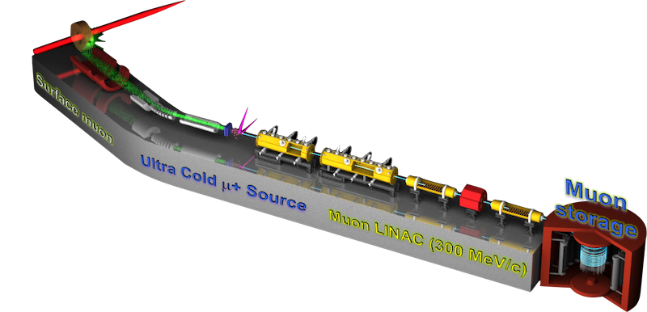 Surface muon
Ultra Cold μ+ Source
Muon LINAC (300 MeV/c)
Muon
storage